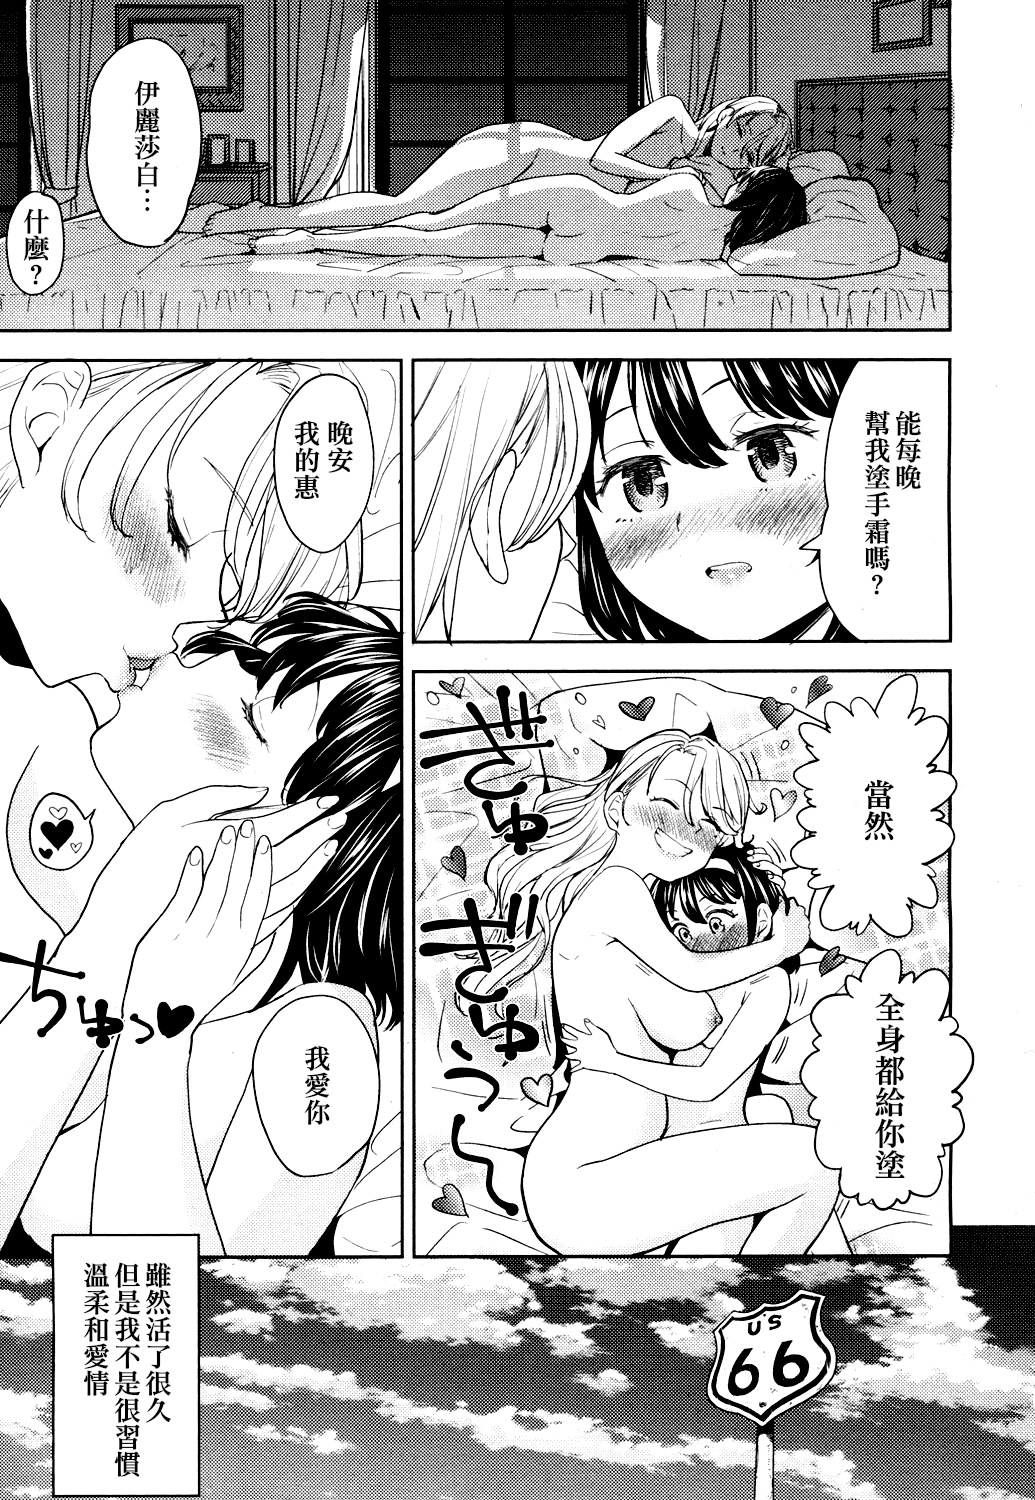 伊麗莎白…
什麼？
能每晚
幫我塗手霜嗎？
當然
全身都給你塗
ぎゅ
ぎゅう〜
晚安
我的惠
ちゅっ♥
我愛你
雖然活了很久
但是我不是很習慣
溫柔和愛情
US
66